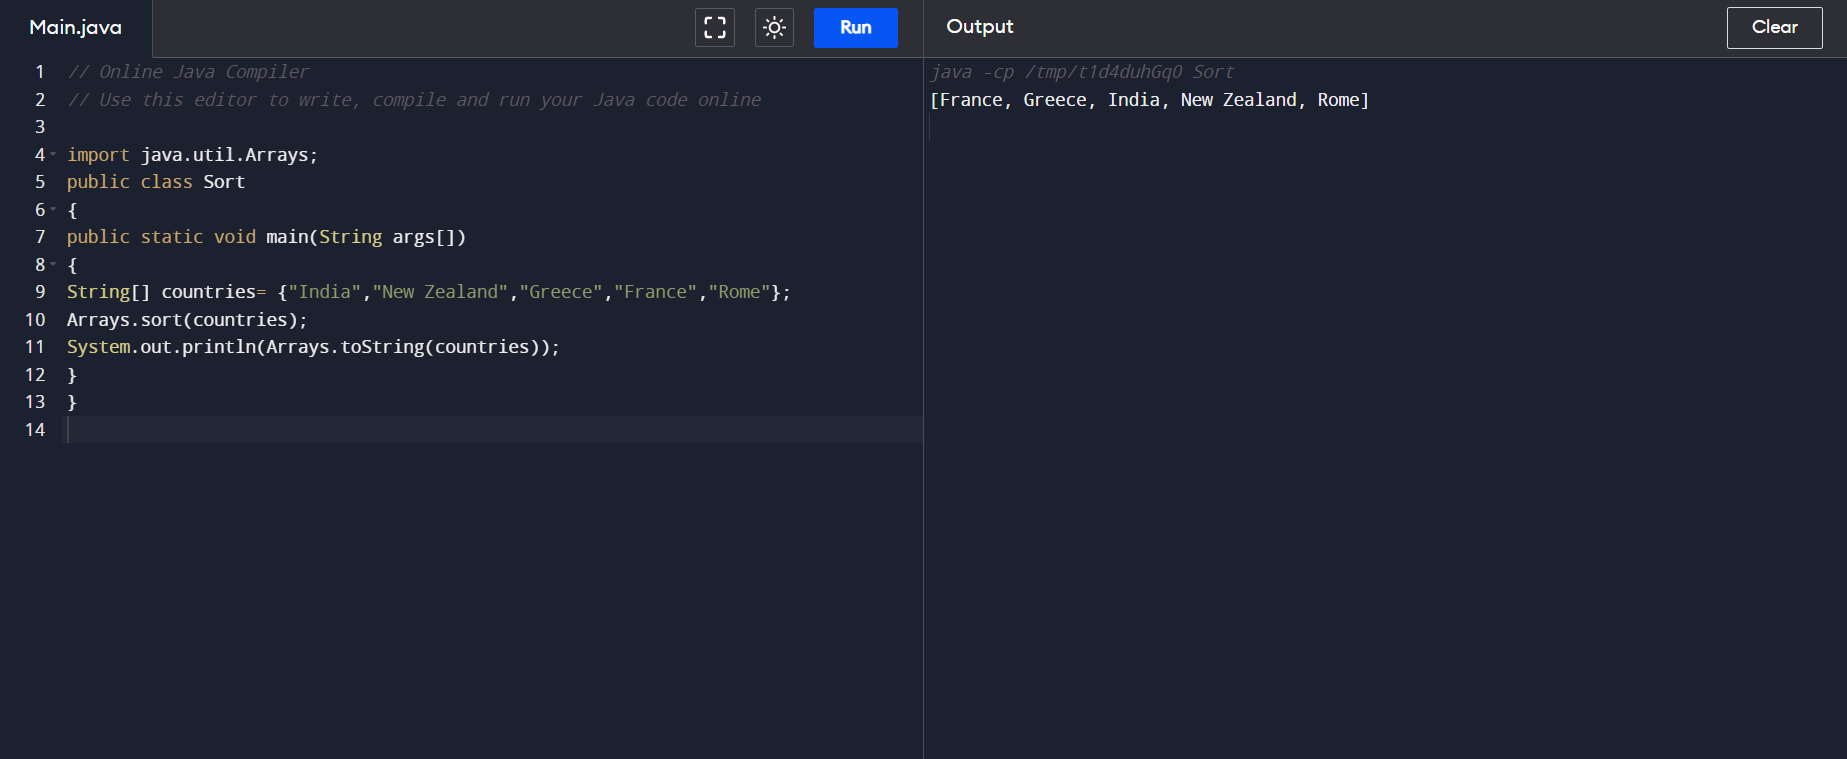 Main.java
Run
1 // Online Java Compiler
2 // Use this editor to write, compile and run your Java code online
3
4 import java.util.Arrays;
5 public class Sort
6 {
7 public static void main(String args[])
8 {
9 String[] countries= {"India","New Zealand","Greece","France","Rome"};
10 Arrays.sort(countries);
11 System.out.println(Arrays.toString(countries));
12 }
13 }
14
Output
Clear
java -cp /tmp/t1d4duhGqO Sort
[France, Greece, India, New Zealand, Rome]